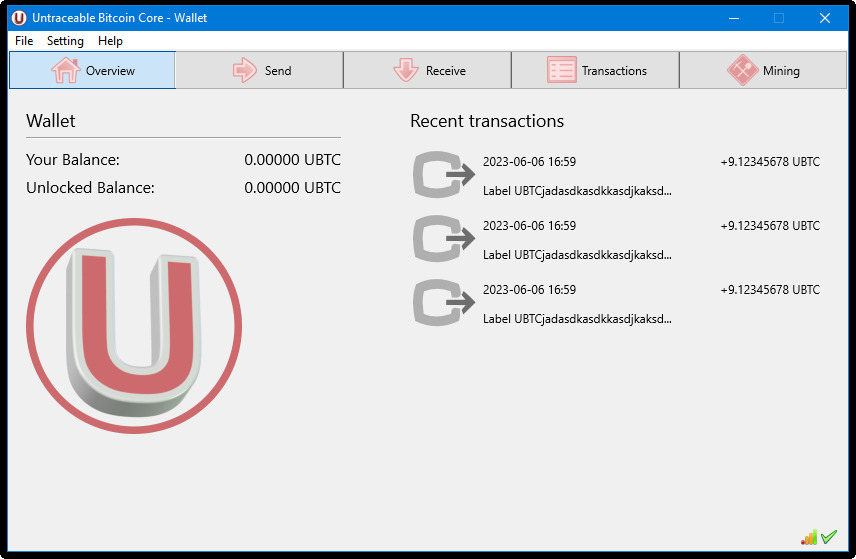 Untraceable Bitcoin Core - Wallet
File Setting Help
Overview Send Receive Transactions Mining
Wallet
Your Balance: 0.00000 UBTC
Unlocked Balance: 0.00000 UBTC
U
Recent transactions
2023-06-06 16:59 +9.12345678 UBTC
Label UBTCjadasdkasdkkasdjkaksd...
2023-06-06 16:59 +9.12345678 UBTC
Label UBTCjadasdkasdkkasdjkaksd...
2023-06-06 16:59 +9.12345678 UBTC
Label UBTCjadasdkasdkkasdjkaksd...